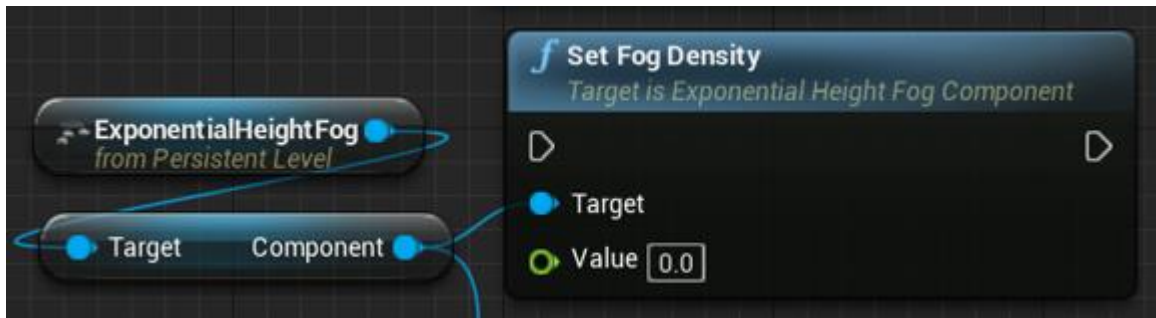 Set Fog Density
Target is Exponential Height Fog Component
ExponentialHeightFog
from Persistent Level
Target
Target Component
Value 0.0